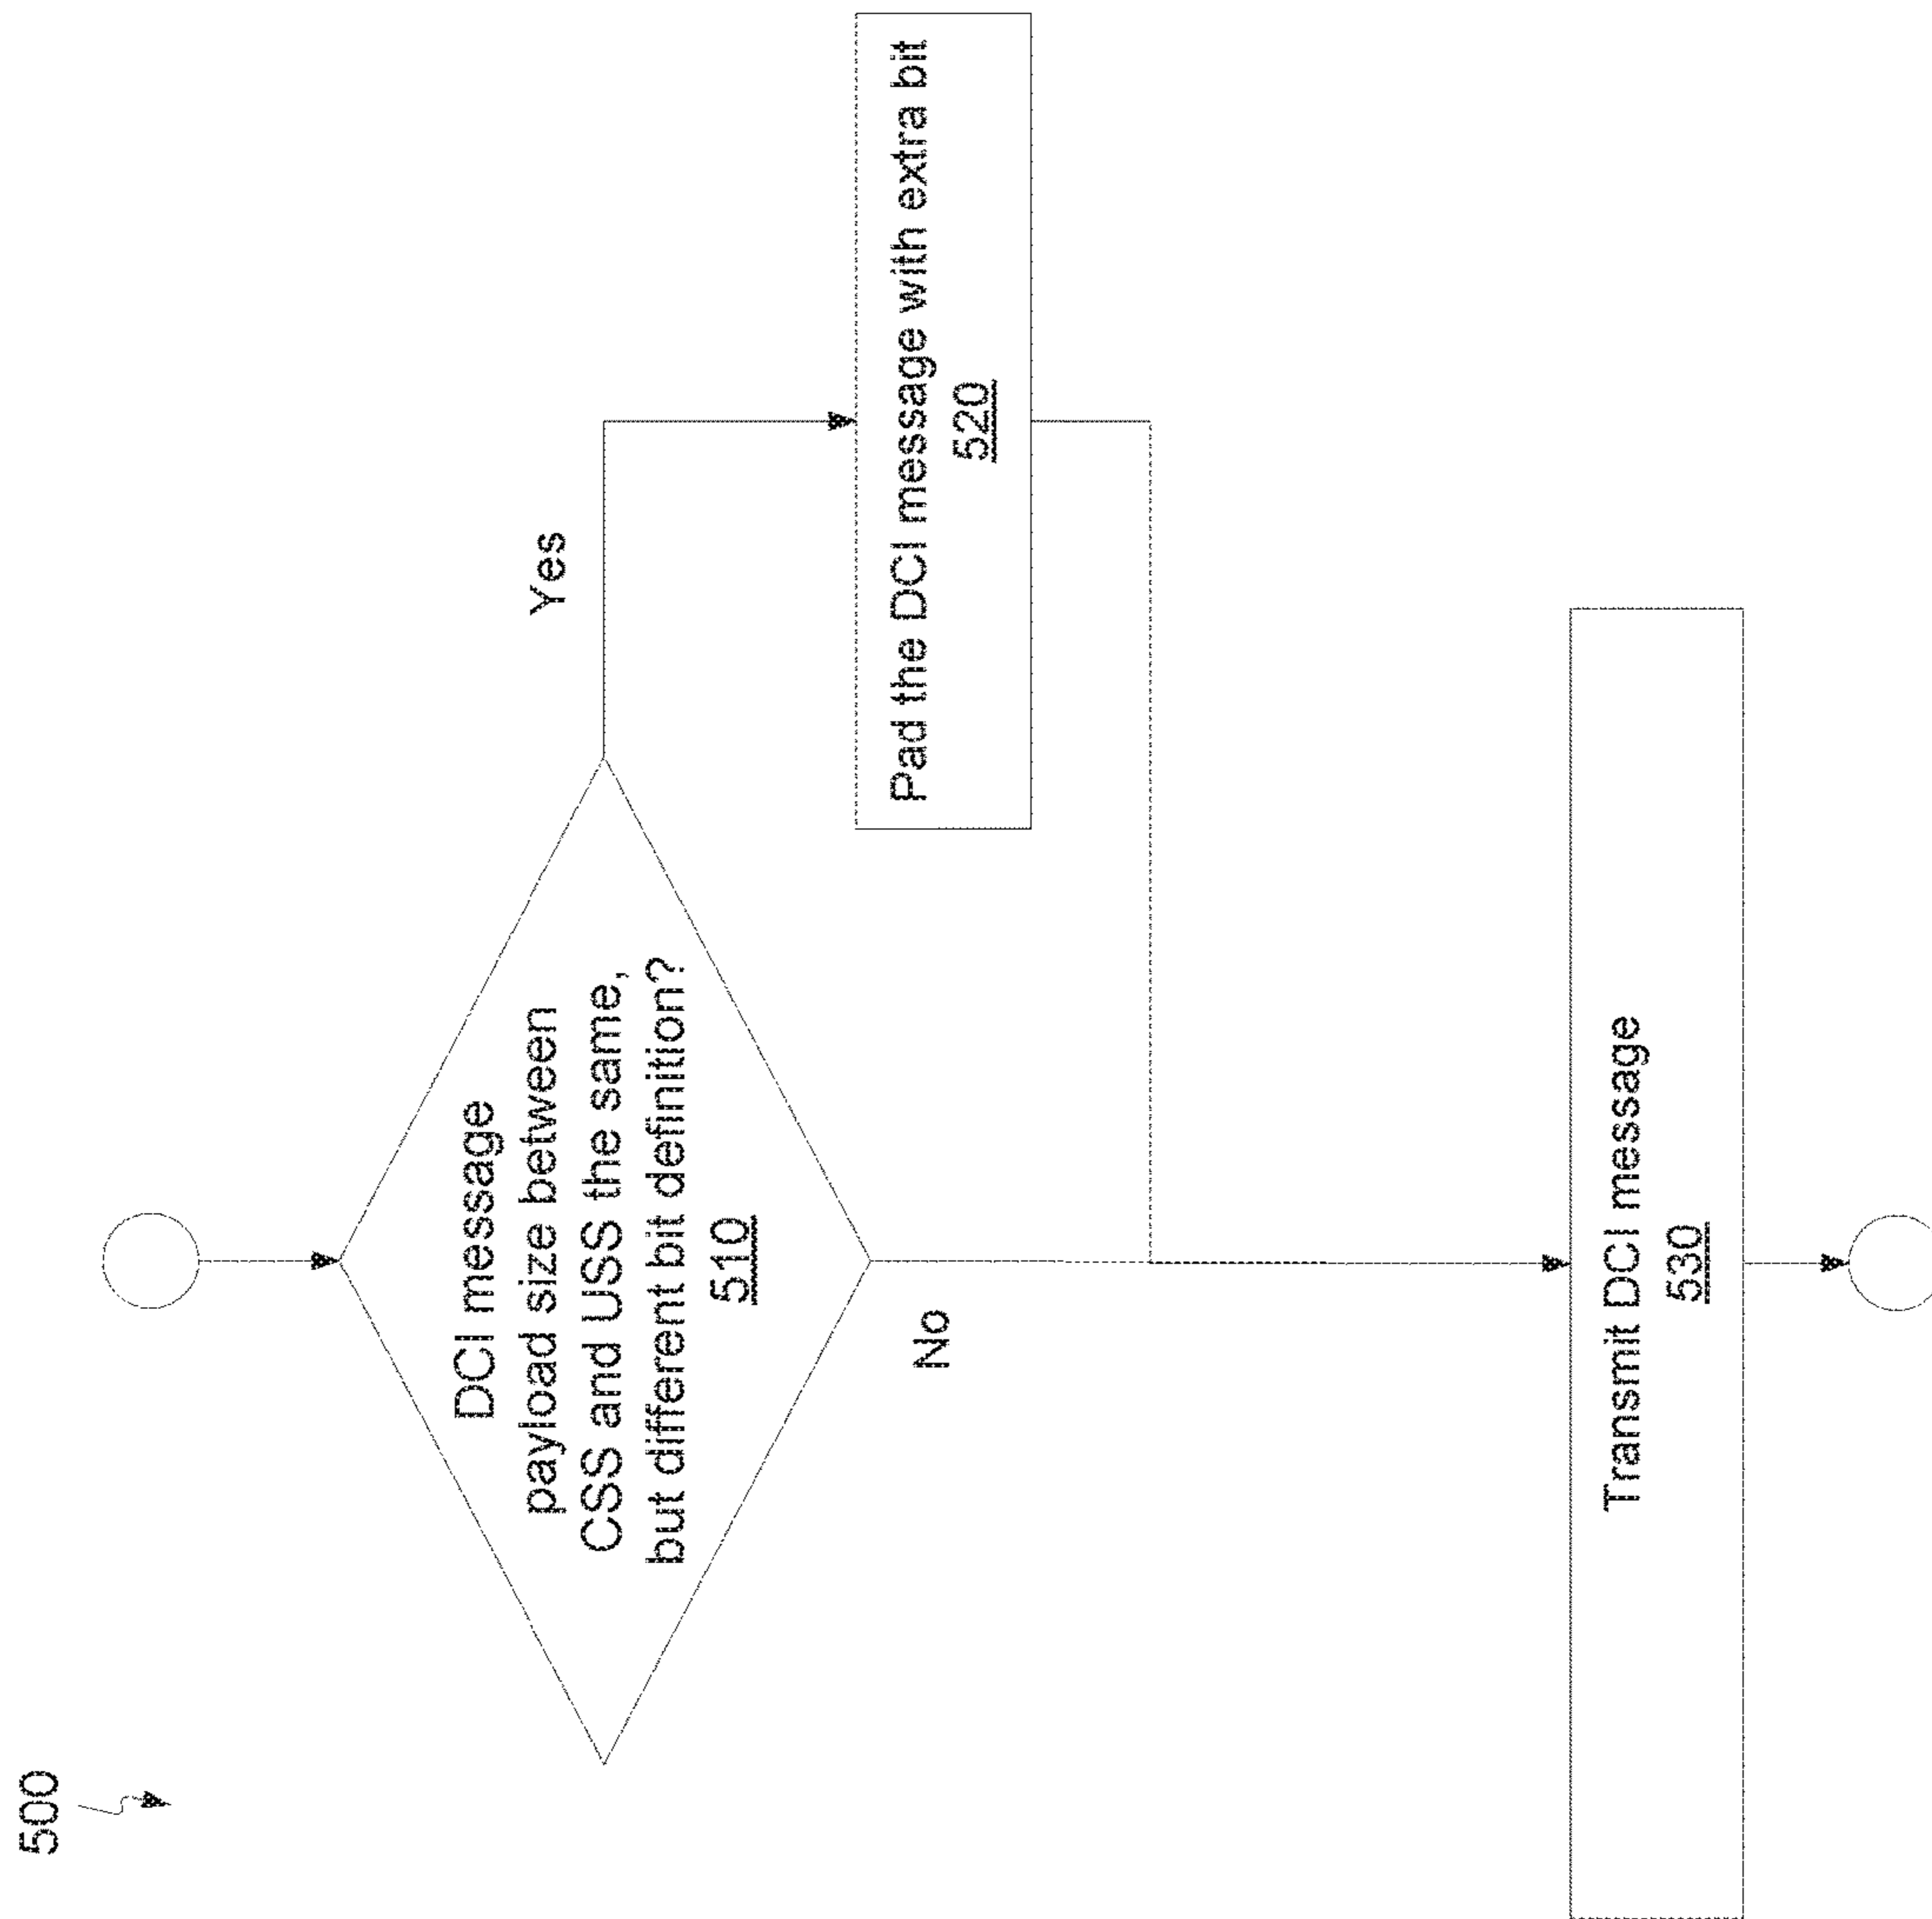 500
DCI message
payload size between
CSS and USS the same,
but different bit definition?
510
Yes
Pad the DCI message with extra bit
520
No
Transmit DCI message
530